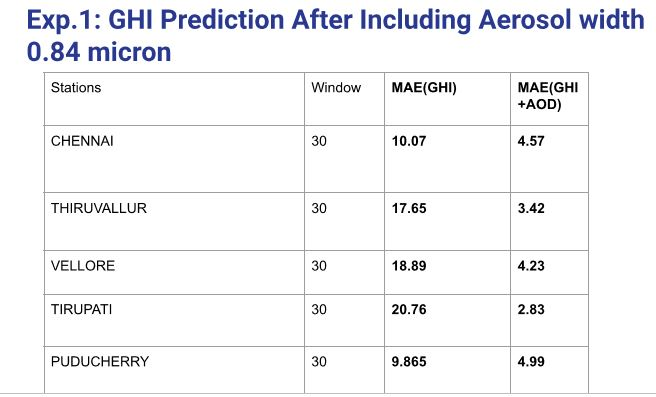 Exp.1: GHI Prediction After Including Aerosol width
0.84 micron
Stations Window MAE(GHI) MAE(GHI
+AOD)
CHENNAI 30 10.07 4.57
THIRUVALLUR 30 17.65 3.42
VELLORE 30 18.89 4.23
TIRUPATI 30 20.76 2.83
PUDUCHERRY 30 9.865 4.99